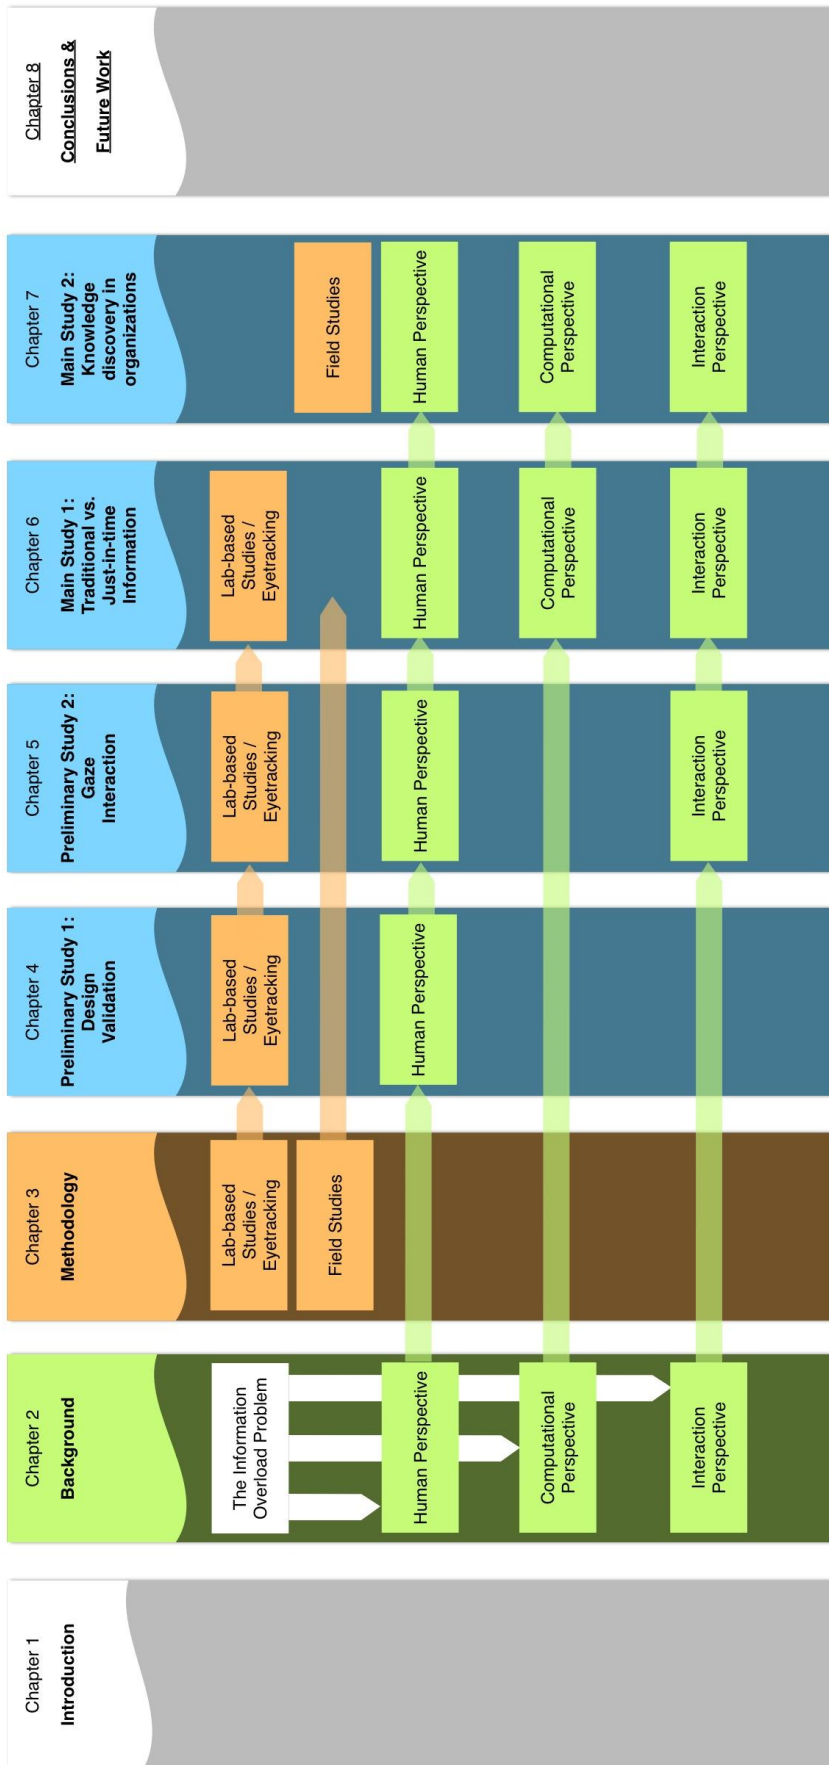 Chapter 1
Introduction
Chapter 2
Background
The Information
Overload Problem
Human Perspective
Computational
Perspective
Interaction
Perspective
Chapter 3
Methodology
Lab-based
Studies /
Eyetracking
Field Studies
Chapter 4
Preliminary Study 1:
Design
Validation
Lab-based
Studies /
Eyetracking
Human Perspective
Chapter 5
Preliminary Study 2:
Gaze
Interaction
Lab-based
Studies /
Eyetracking
Human Perspective
Interaction
Perspective
Chapter 6
Main Study 1:
Traditional vs.
Just-in-time
Information
Lab-based
Studies /
Eyetracking
Human Perspective
Computational
Perspective
Interaction
Perspective
Chapter 7
Main Study 2:
Knowledge
discovery in
organizations
Field Studies
Human Perspective
Computational
Perspective
Interaction
Perspective
Chapter 8
Conclusions &
Future Work